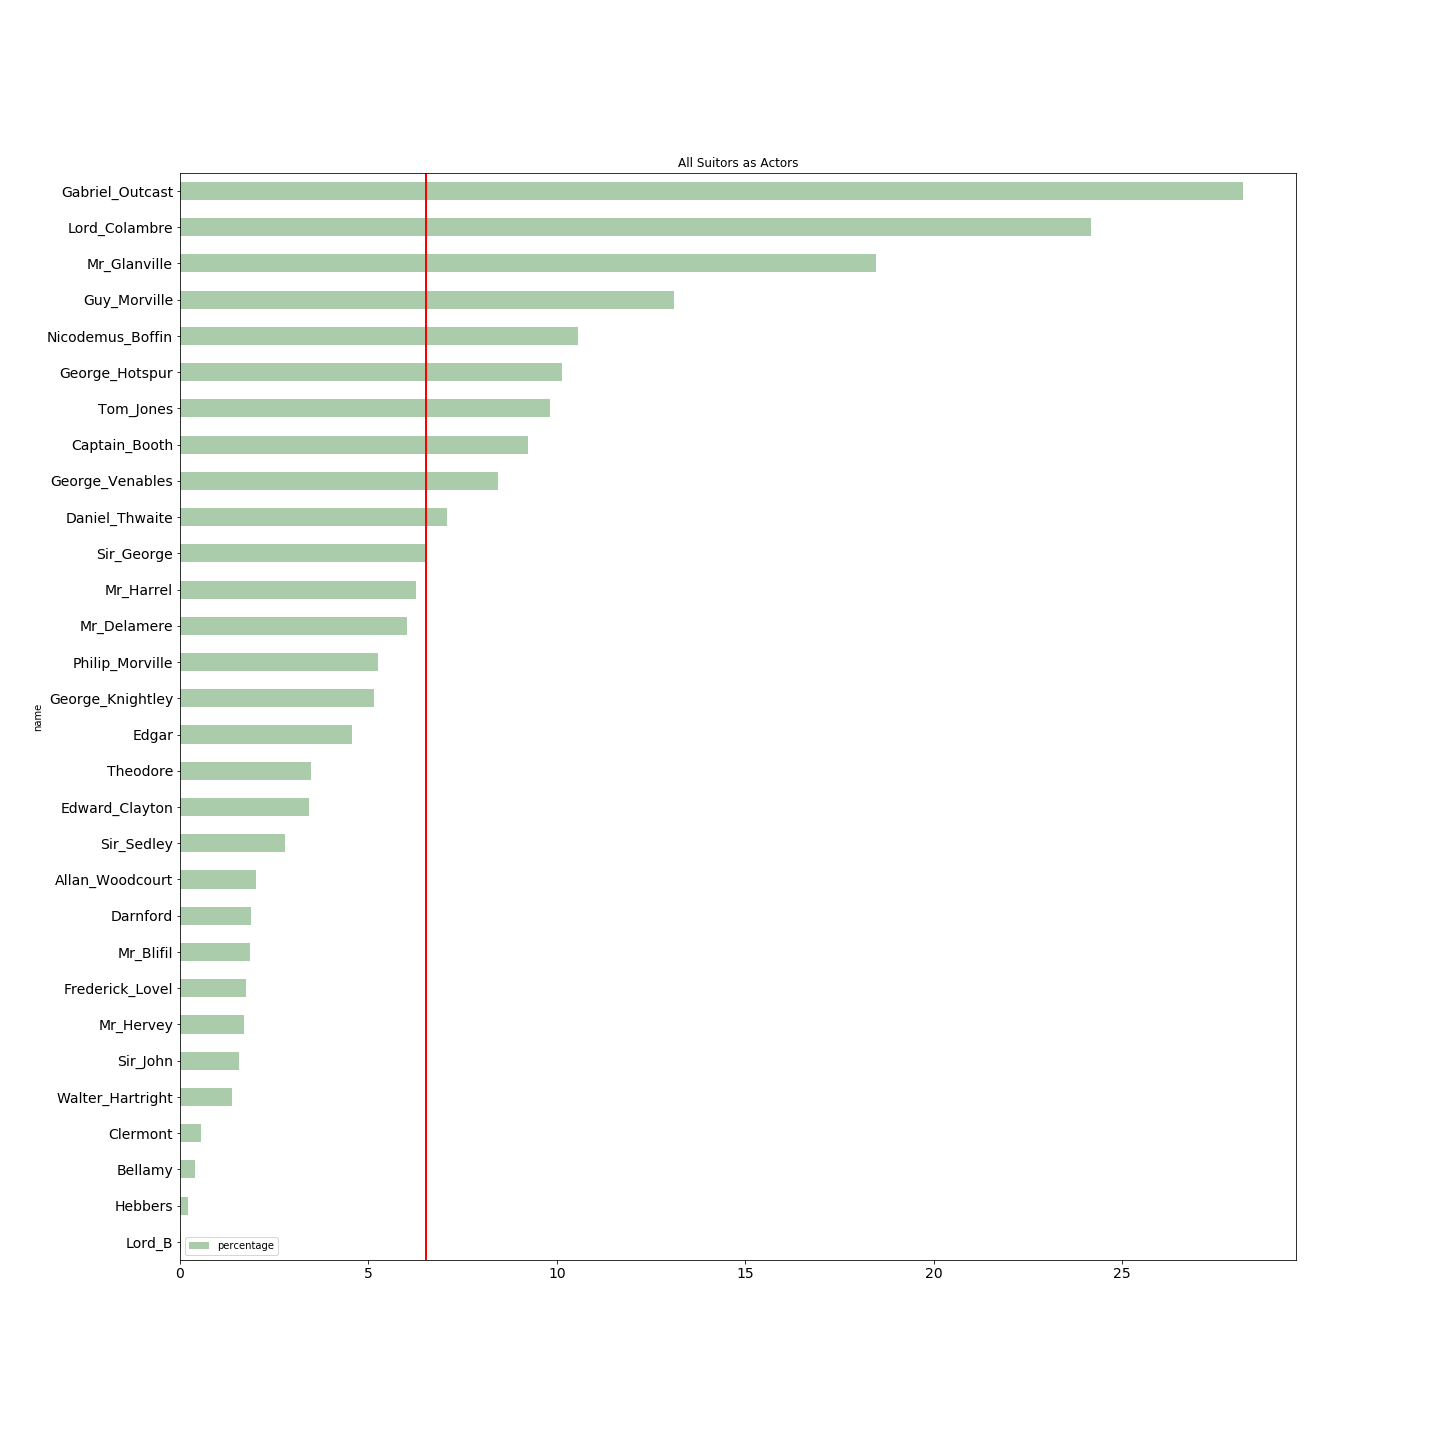 All Suitors as Actors
Gabriel_Outcast
Lord_Colambre
Mr_Glanville
Guy_Morville
Nicodemus_Boffin
George_Hotspur
Tom_Jones
Captain_Booth
George_Venables
Daniel_Thwaite
Sir_George
Mr_Harrel
Mr_Delamere
Philip_Morville
George_Knightley
name
Edgar
Theodore
Edward_Clayton
Sir_Sedley
Allan_Woodcourt
Darnford
Mr_Blifil
Frederick_Lovel
Mr_Hervey
Sir_John
Walter_Hartright
Clermont
Bellamy
Hebbers
Lord_B
percentage
0 5 10 15 20 25